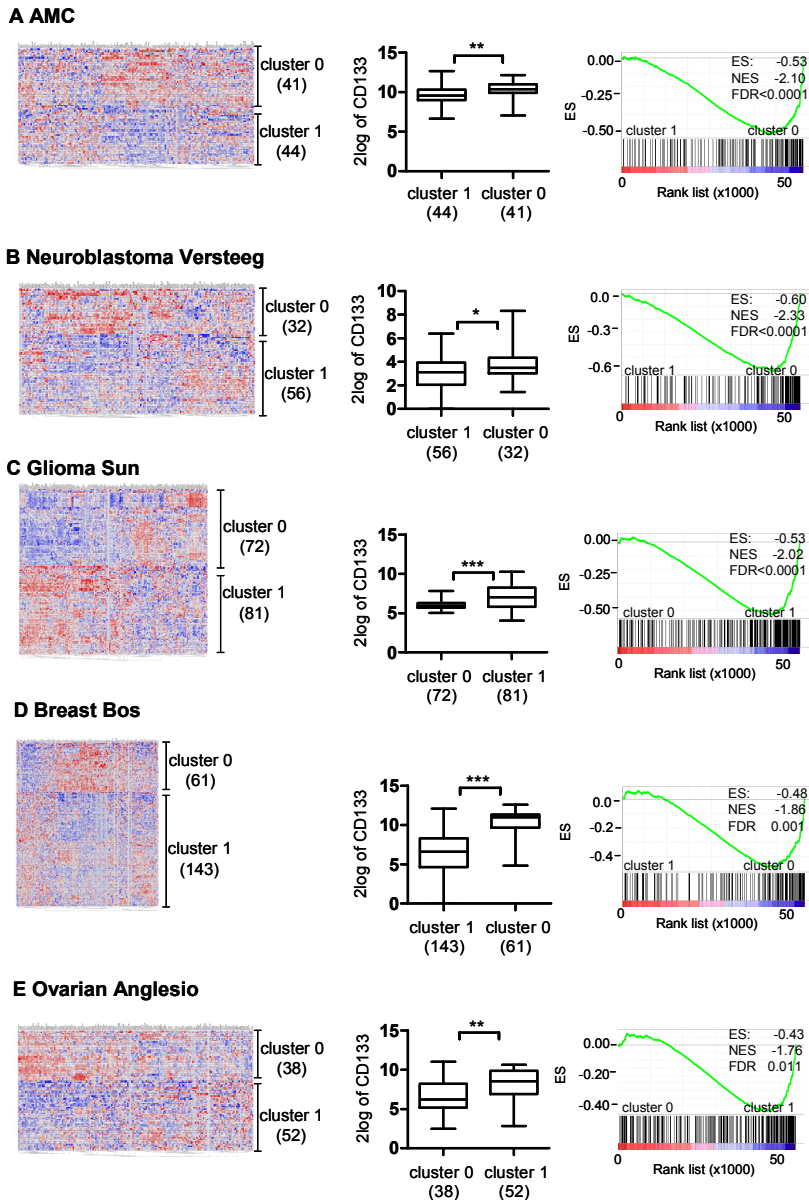 A AMC
cluster 0
(41)
cluster 1
(44)
2log of CD133
15
10
5
0
**
cluster 1
(44)
cluster 0
(41)
ES
0.00
-0.25
-0.50
ES: -0.53
NES -2.10
FDR<0.0001
cluster 1 cluster 0
0 50
Rank list (x1000)
B Neuroblastoma Versteeg
cluster 0
(32)
cluster 1
(56)
2log of CD133
10
8
6
4
2
0
*
cluster 1
(56)
cluster 0
(32)
ES
0.0
-0.3
-0.6
ES: -0.60
NES -2.33
FDR<0.0001
cluster 1 cluster 0
0 50
Rank list (x1000)
C Glioma Sun
cluster 0
(72)
cluster 1
(81)
2log of CD133
15
10
5
0
***
cluster 0
(72)
cluster 1
(81)
ES
0.00
-0.25
-0.50
ES: -0.53
NES -2.02
FDR<0.0001
cluster 0 cluster 1
0 50
Rank list (x1000)
D Breast Bos
cluster 0
(61)
cluster 1
(143)
2log of CD133
15
10
5
0
***
cluster 1
(143)
cluster 0
(61)
ES
0.0
-0.2
-0.4
ES: -0.48
NES -1.86
FDR 0.001
cluster 1 cluster 0
0 50
Rank list (x1000)
E Ovarian Anglesio
cluster 0
(38)
cluster 1
(52)
2log of CD133
15
10
5
0
**
cluster 0
(38)
cluster 1
(52)
ES
0.00
-0.20
-0.40
ES: -0.43
NES -1.76
FDR 0.011
cluster 0 cluster 1
0 50
Rank list (x1000)